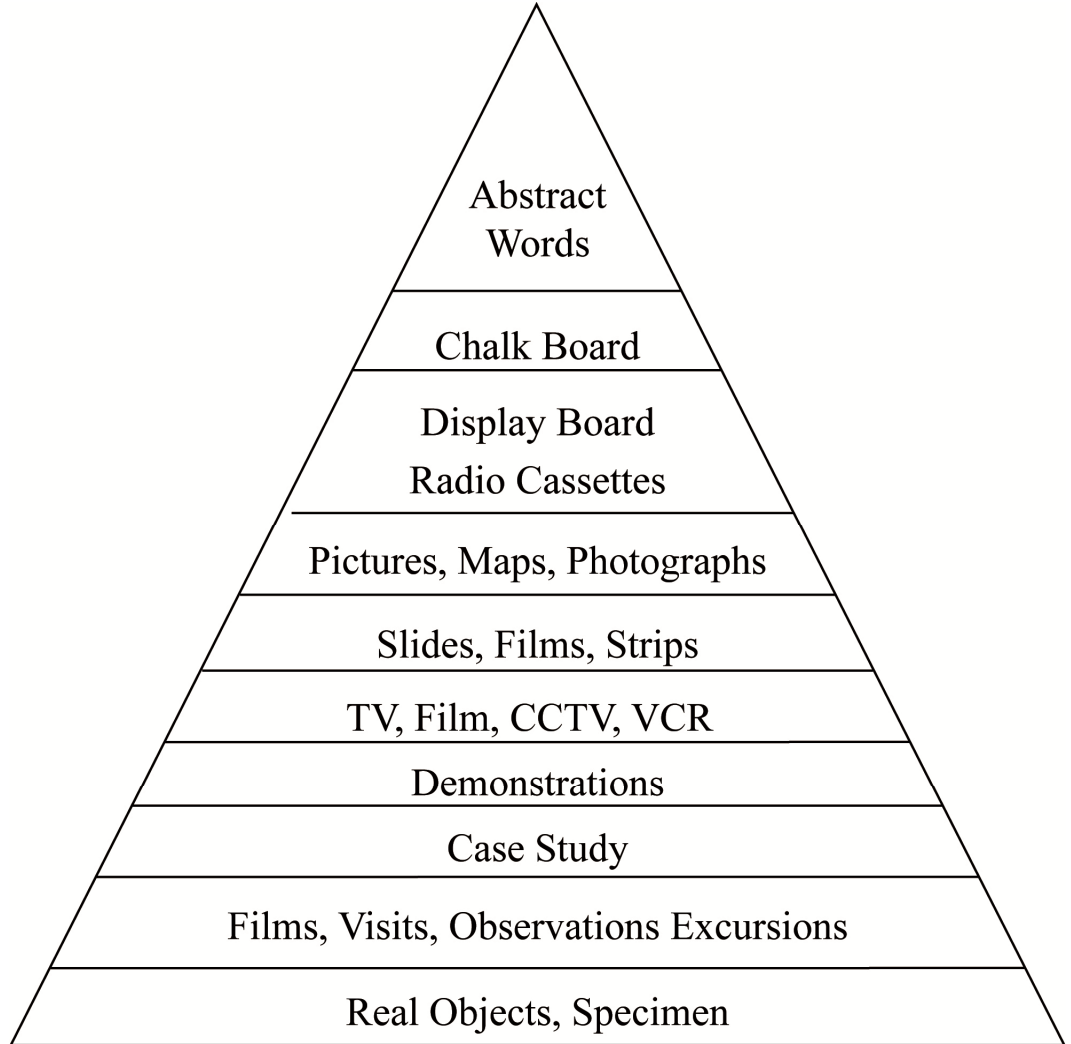 Abstract
Words
Chalk Board
Display Board
Radio Cassettes
Pictures, Maps, Photographs
Slides, Films, Strips
TV, Film, CCTV, VCR
Demonstrations
Case Study
Films, Visits, Observations Excursions
Real Objects, Specimen